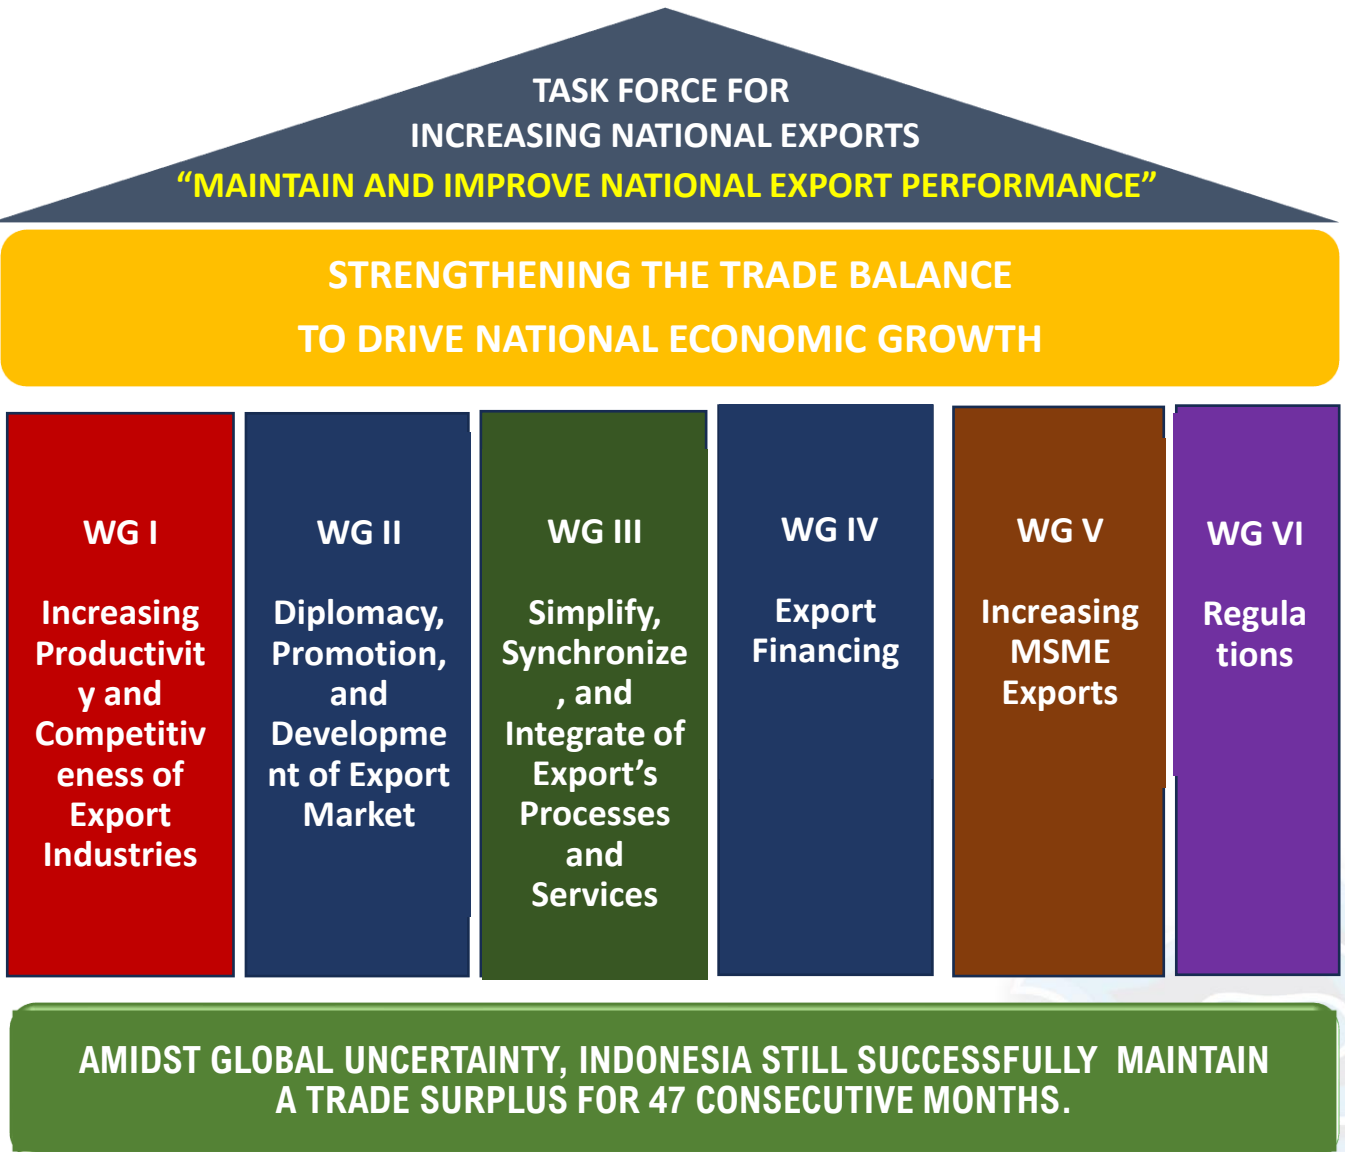 TASK FORCE FOR
INCREASING NATIONAL EXPORTS
“MAINTAIN AND IMPROVE NATIONAL EXPORT PERFORMANCE”
STRENGTHENING THE TRADE BALANCE
TO DRIVE NATIONAL ECONOMIC GROWTH
WG I
Increasing
Productivit
y and
Competitiv
eness of
Export
Industries
WG II
Diplomacy,
Promotion,
and
Developme
nt of Export
Market
WG III
Simplify,
Synchronize
, and
Integrate of
Export’s
Processes
and
Services
WG IV
Export
Financing
WG V
Increasing
MSME
Exports
WG VI
Regula
tions
AMIDST GLOBAL UNCERTAINTY, INDONESIA STILL SUCCESSFULLY MAINTAIN
A TRADE SURPLUS FOR 47 CONSECUTIVE MONTHS.